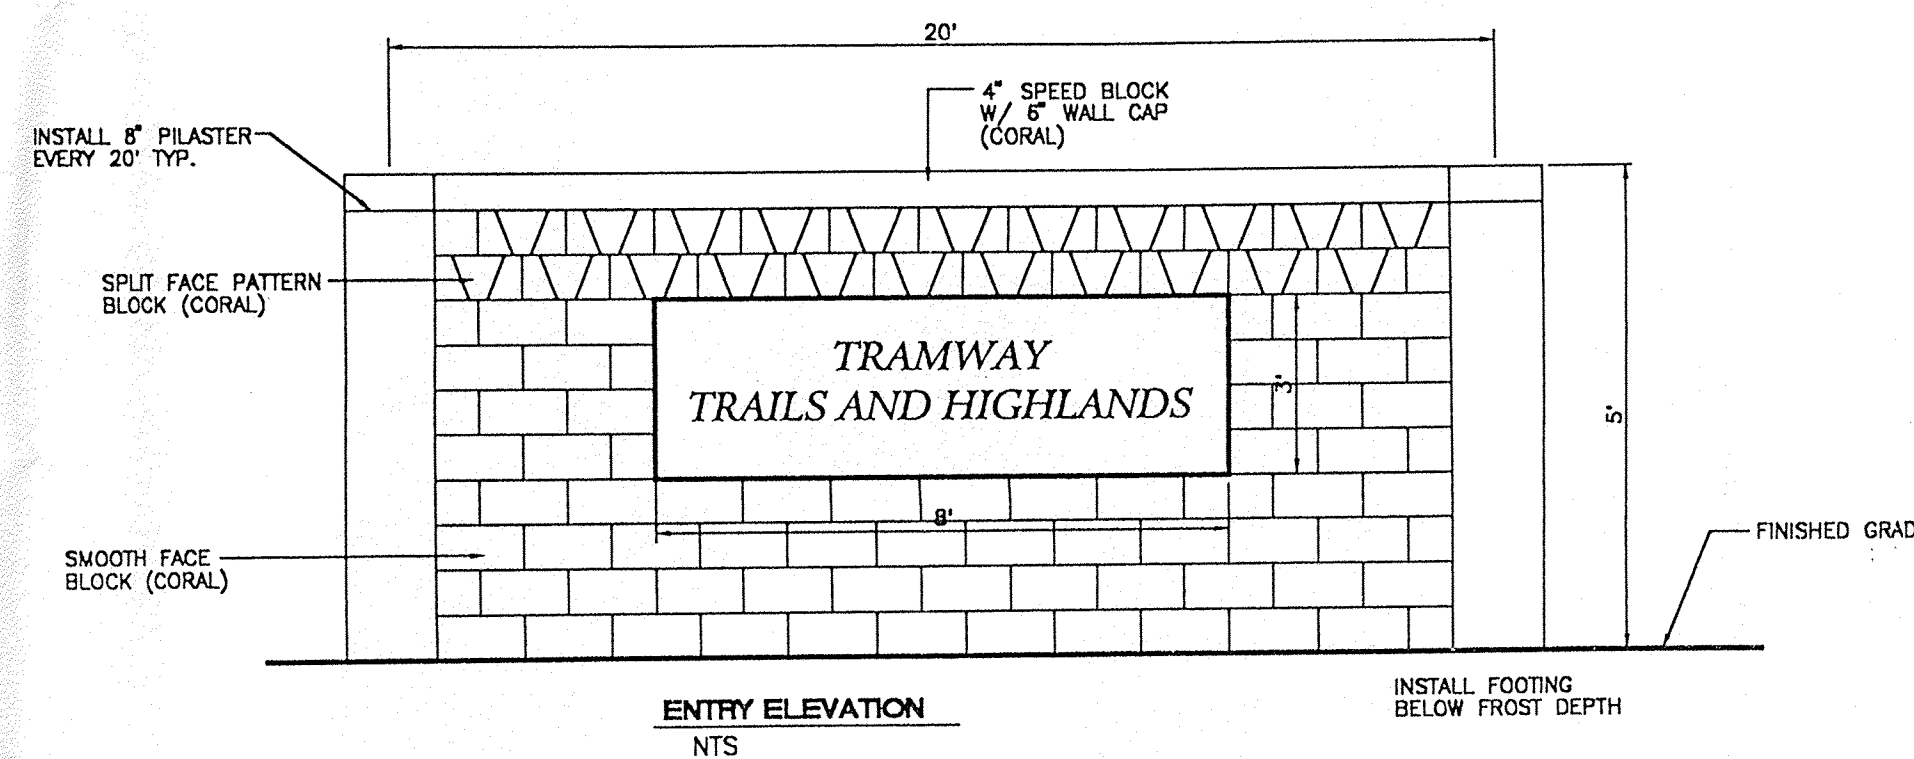 20'
4" SPEED BLOCK
W/ 6" WALL CAP
(CORAL)
INSTALL 8" PILASTER
EVERY 20' TYP.
SPLIT FACE PATTERN
BLOCK (CORAL)
TRAMWAY
TRAILS AND HIGHLANDS
3'
5'
8'
SMOOTH FACE
BLOCK (CORAL)
FINISHED GRAD
INSTALL FOOTING
BELOW FROST DEPTH
ENTRY ELEVATION
NTS